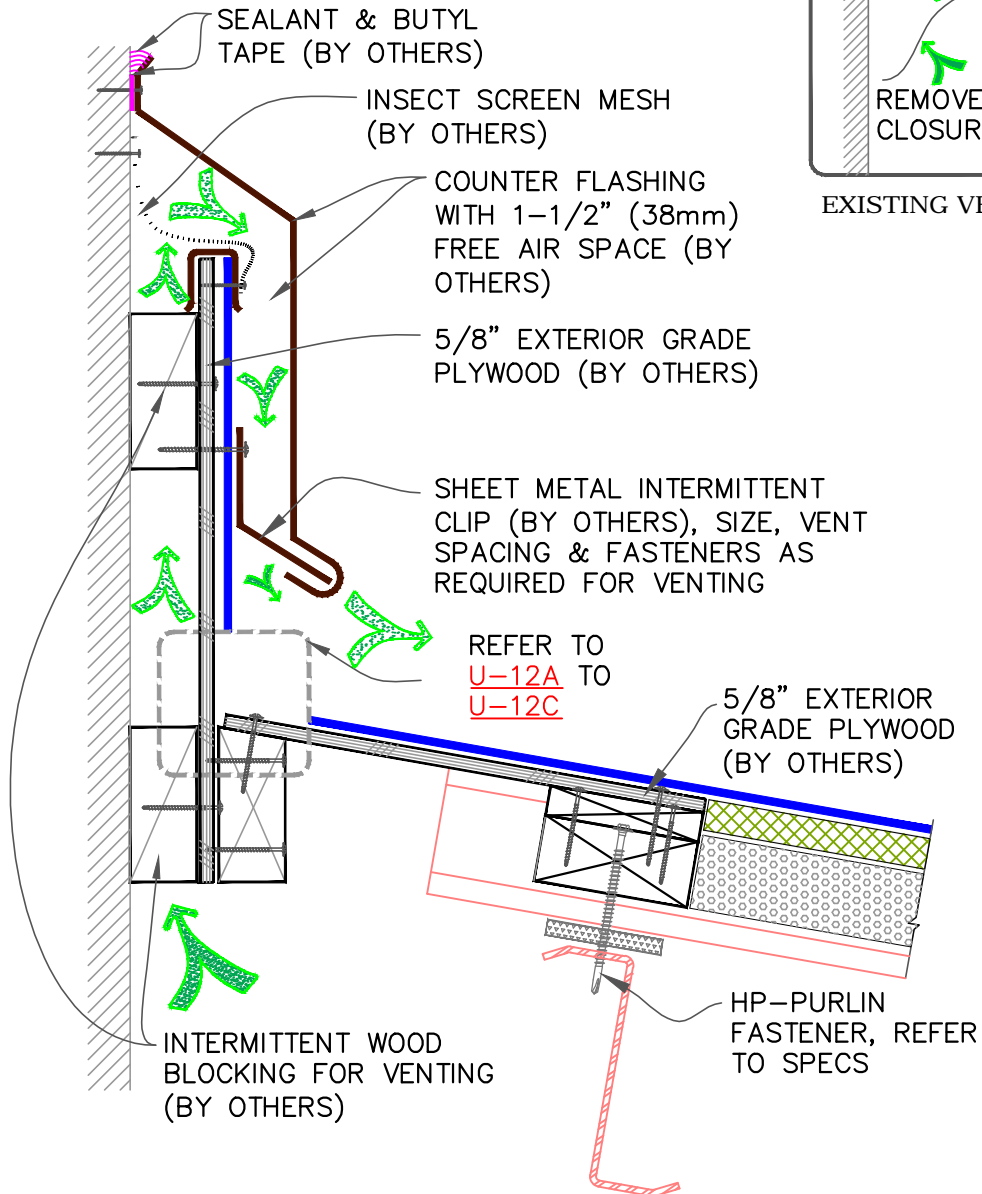 SEALANT & BUTYL
TAPE (BY OTHERS)
INSECT SCREEN MESH
(BY OTHERS)
REMOVE
CLOSUR
EXISTING VE
COUNTER FLASHING
WITH 1-1/2" (38mm)
FREE AIR SPACE (BY
OTHERS)
5/8" EXTERIOR GRADE
PLYWOOD (BY OTHERS)
SHEET METAL INTERMITTENT
CLIP (BY OTHERS), SIZE, VENT
SPACING & FASTENERS AS
REQUIRED FOR VENTING
REFER TO
U-12A TO
U-12C
5/8" EXTERIOR
GRADE PLYWOOD
(BY OTHERS)
HP-PURLIN
FASTENER, REFER
TO SPECS
INTERMITTENT WOOD
BLOCKING FOR VENTING
(BY OTHERS)